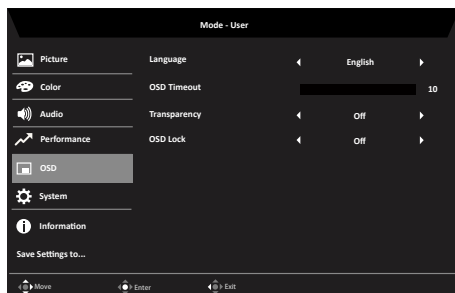 Mode - User
Picture
Language English
Color
OSD Timeout 10
Audio
Transparency Off
Performance
OSD Lock Off
OSD
System
Information
Save Settings to...
Move Enter Exit